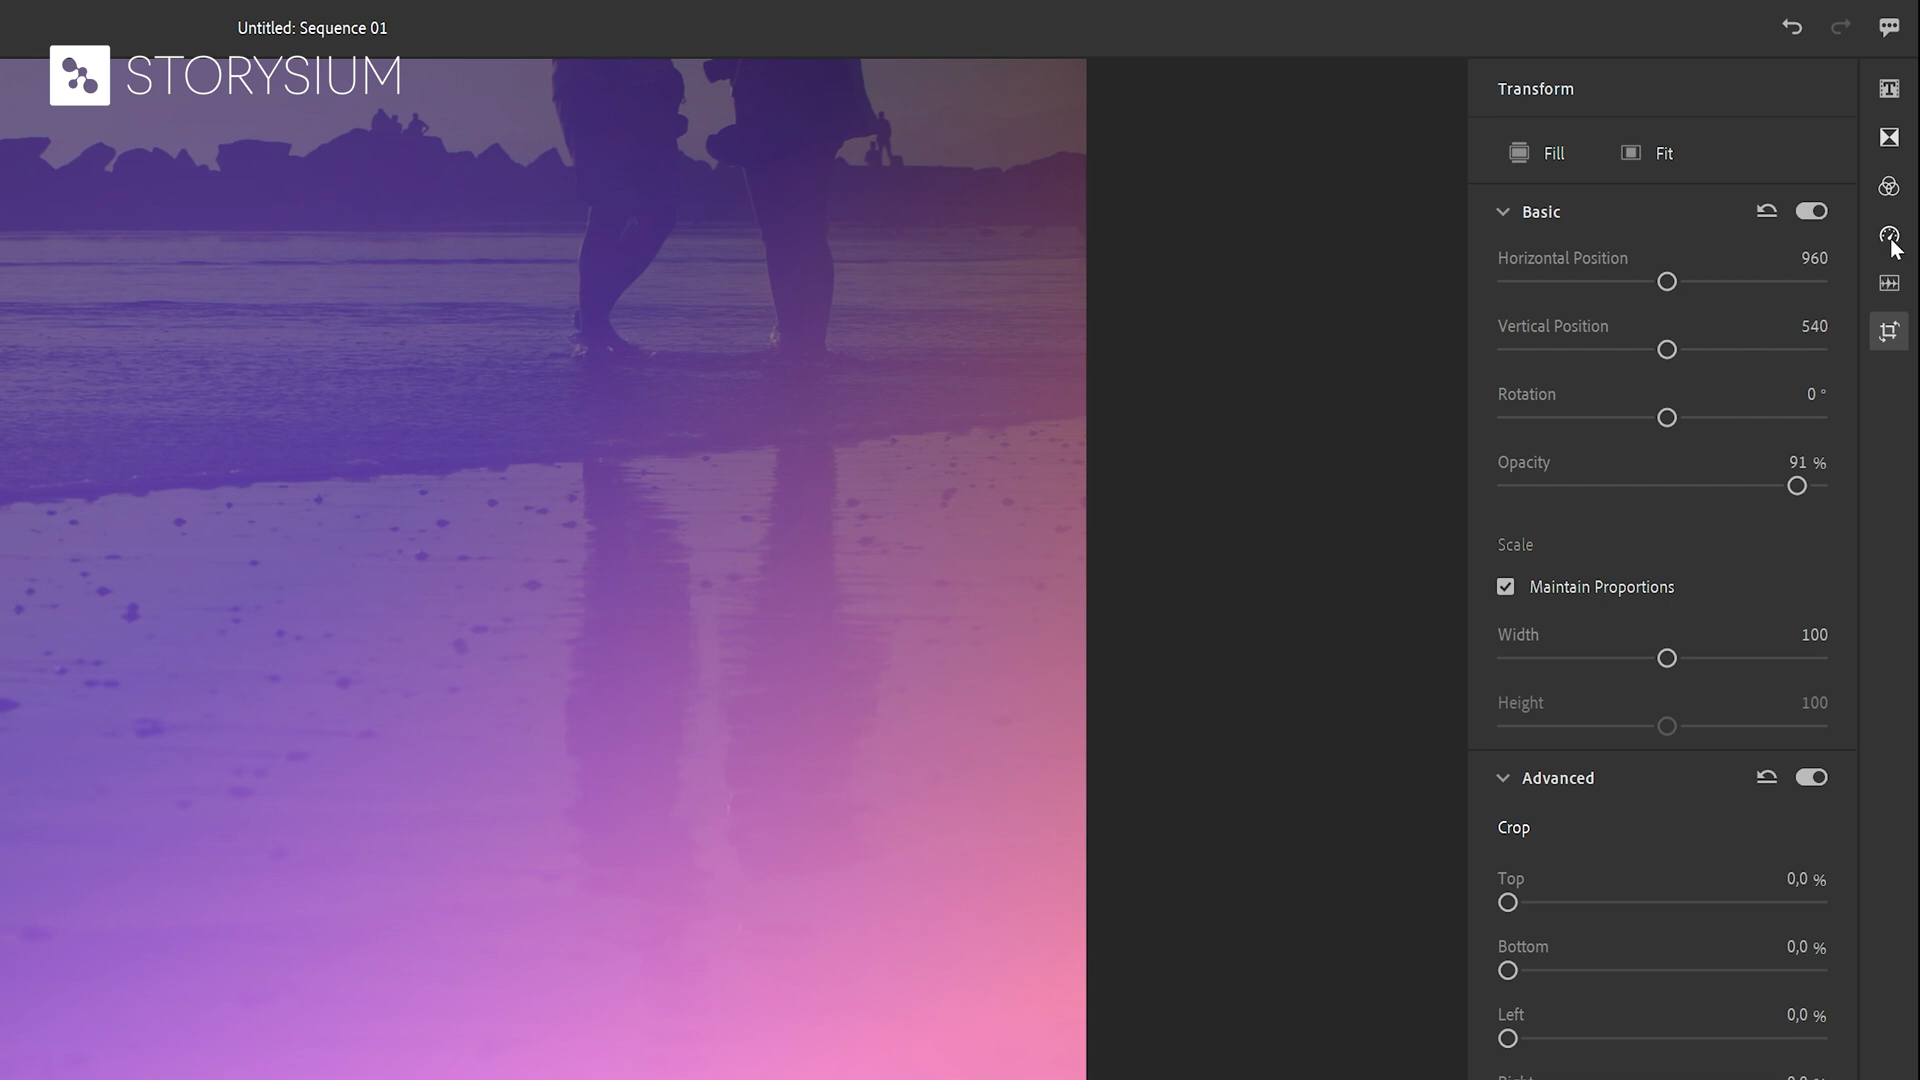 Untitled: Sequence 01
STORYSIUM
Transform
Fill
Fit
Basic
Horizontal Position 960
Vertical Position 540
Rotation 0 °
Opacity 91 %
Scale
Maintain Proportions
Width 100
Height 100
Advanced
Crop
Top 0,0 %
Bottom 0,0 %
Left 0,0 %